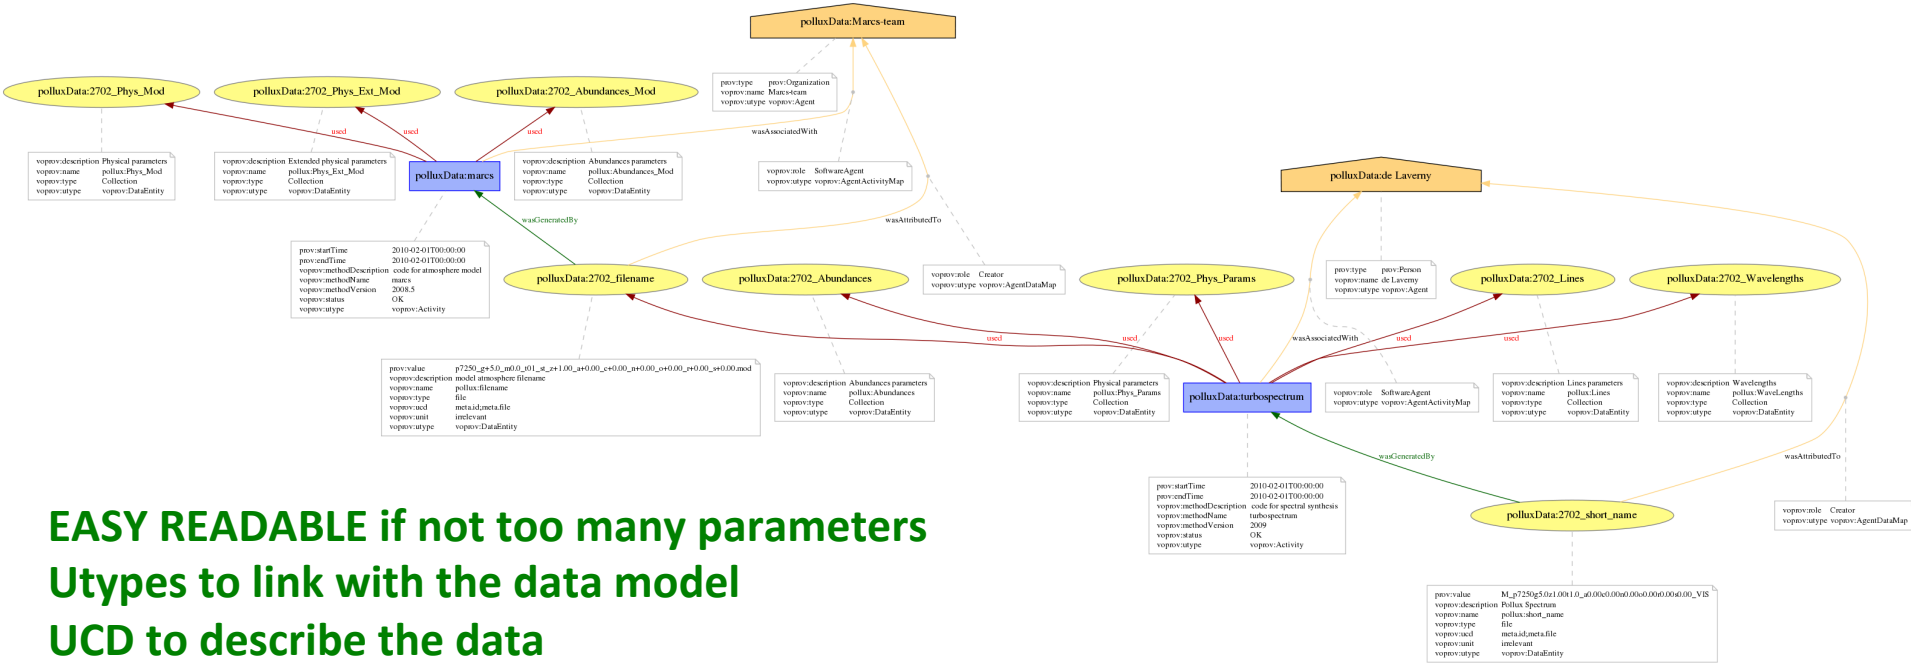 polluxData:Marcs-team
prov:type prov:Organization
voprov:name Marcs-team
voprov:utype voprov:Agent
polluxData:2702_Phys_Mod
polluxData:2702_Phys_Ext_Mod
polluxData:2702_Abundances_Mod
used
used
used
wasAssociatedWith
voprov:description Physical parameters
voprov:name pollux:Phys_Mod
voprov:type Collection
voprov:utype voprov:DataEntity
voprov:description Extended physical parameters
voprov:name pollux:Phys_Ext_Mod
voprov:type Collection
voprov:utype voprov:DataEntity
polluxData:marcs
voprov:description Abundances parameters
voprov:name pollux:Abundances_Mod
voprov:type Collection
voprov:utype voprov:DataEntity
voprov:role SoftwareAgent
voprov:utype voprov:AgentActivityMap
polluxData:de Laverny
wasGeneratedBy
wasAttributedTo
prov:startTime 2010-02-01T00:00:00
prov:endTime 2010-02-01T00:00:00
voprov:methodDescription code for atmosphere model
voprov:methodName marcs
voprov:methodVersion 2008.5
voprov:status OK
voprov:utype voprov:Activity
polluxData:2702_filename
polluxData:2702_Abundances
voprov:role Creator
voprov:utype voprov:AgentDataMap
polluxData:2702_Phys_Params
prov:type prov:Person
voprov:name de Laverny
voprov:utype voprov:Agent
polluxData:2702_Lines
polluxData:2702_Wavelengths
used
used
used
wasAssociatedWith
used
used
prov:value p7250_g+5.0_m0.0_t01_st_z+1.00_a+0.00_c+0.00_n+0.00_o+0.00_r+0.00_s+0.00.mod
voprov:description model atmosphere filename
voprov:name pollux:filename
voprov:type file
voprov:ucd meta.id;meta.file
voprov:unit irrelevant
voprov:utype voprov:DataEntity
voprov:description Abundances parameters
voprov:name pollux:Abundances
voprov:type Collection
voprov:utype voprov:DataEntity
voprov:description Physical parameters
voprov:name pollux:Phys_Params
voprov:type Collection
voprov:utype voprov:DataEntity
polluxData:turbospectrum
voprov:role SoftwareAgent
voprov:utype voprov:AgentActivityMap
voprov:description Lines parameters
voprov:name pollux:Lines
voprov:type Collection
voprov:utype voprov:DataEntity
voprov:description Wavelengths
voprov:name pollux:WaveLengths
voprov:type Collection
voprov:utype voprov:DataEntity
wasGeneratedBy
wasAttributedTo
prov:startTime 2010-02-01T00:00:00
prov:endTime 2010-02-01T00:00:00
voprov:methodDescription code for spectral synthesis
voprov:methodName turbospectrum
voprov:methodVersion 2009
voprov:status OK
voprov:utype voprov:Activity
polluxData:2702_short_name
voprov:role Creator
voprov:utype voprov:AgentDataMap
prov:value M_p7250g5.0z1.00t1.0_a0.00c0.00n0.00o0.00r0.00s0.00_VIS
voprov:description Pollux Spectrum
voprov:name pollux:short_name
voprov:type file
voprov:ucd meta.id;meta.file
voprov:unit irrelevant
voprov:utype voprov:DataEntity
EASY READABLE if not too many parameters
Utypes to link with the data model
UCD to describe the data